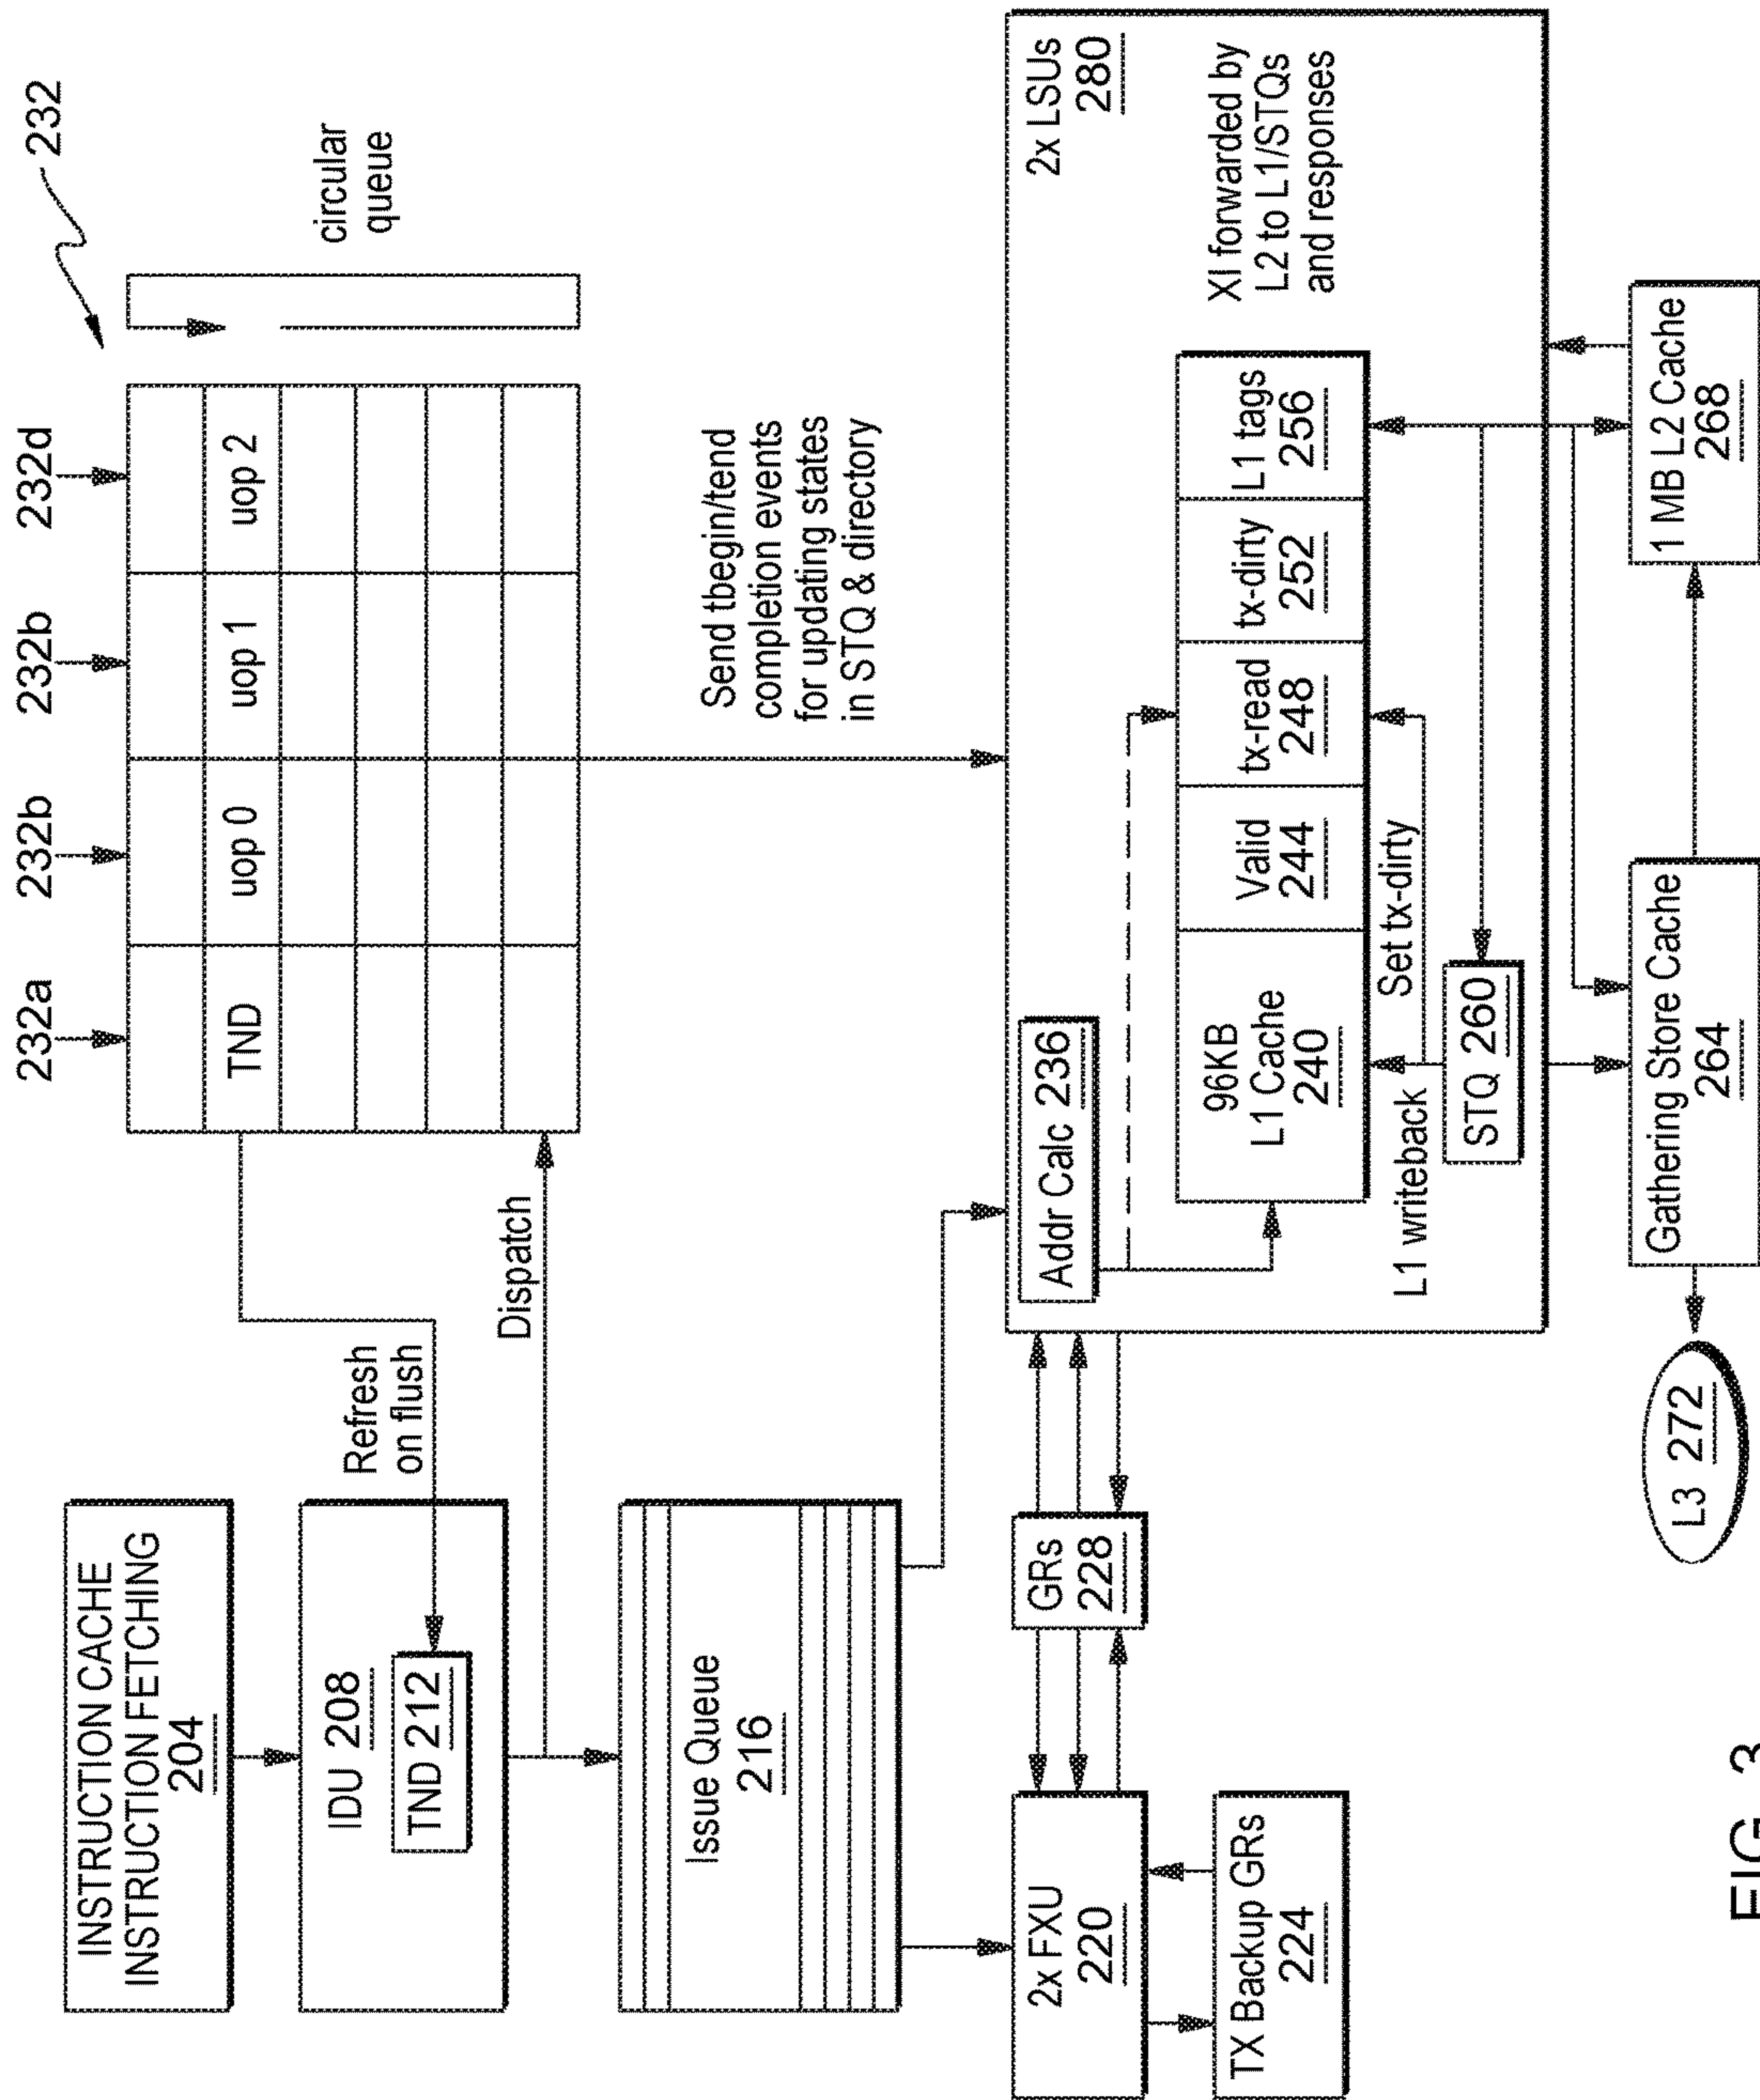 INSTRUCTION CACHE
INSTRUCTION FETCHING
204
IDU 208
TND 212
Refresh
on flush
Dispatch
Issue Queue
216
2x FXU
220
TX Backup GRs
224
GRs
228
232a
232b
232b
232d
232
TND
uop 0
uop 1
uop 2
circular
queue
Send tbegin/tend
completion events
for updating states
in STQ & directory
2x LSUs
280
Addr Calc 236
96KB
L1 Cache
240
Valid
244
tx-read
248
tx-dirty
252
L1 tags
256
XI forwarded by
L2 to L1/STQs
and responses
L1 writeback
Set tx-dirty
STQ 260
L3 272
Gathering Store Cache
264
1 MB L2 Cache
268
FIG. 3